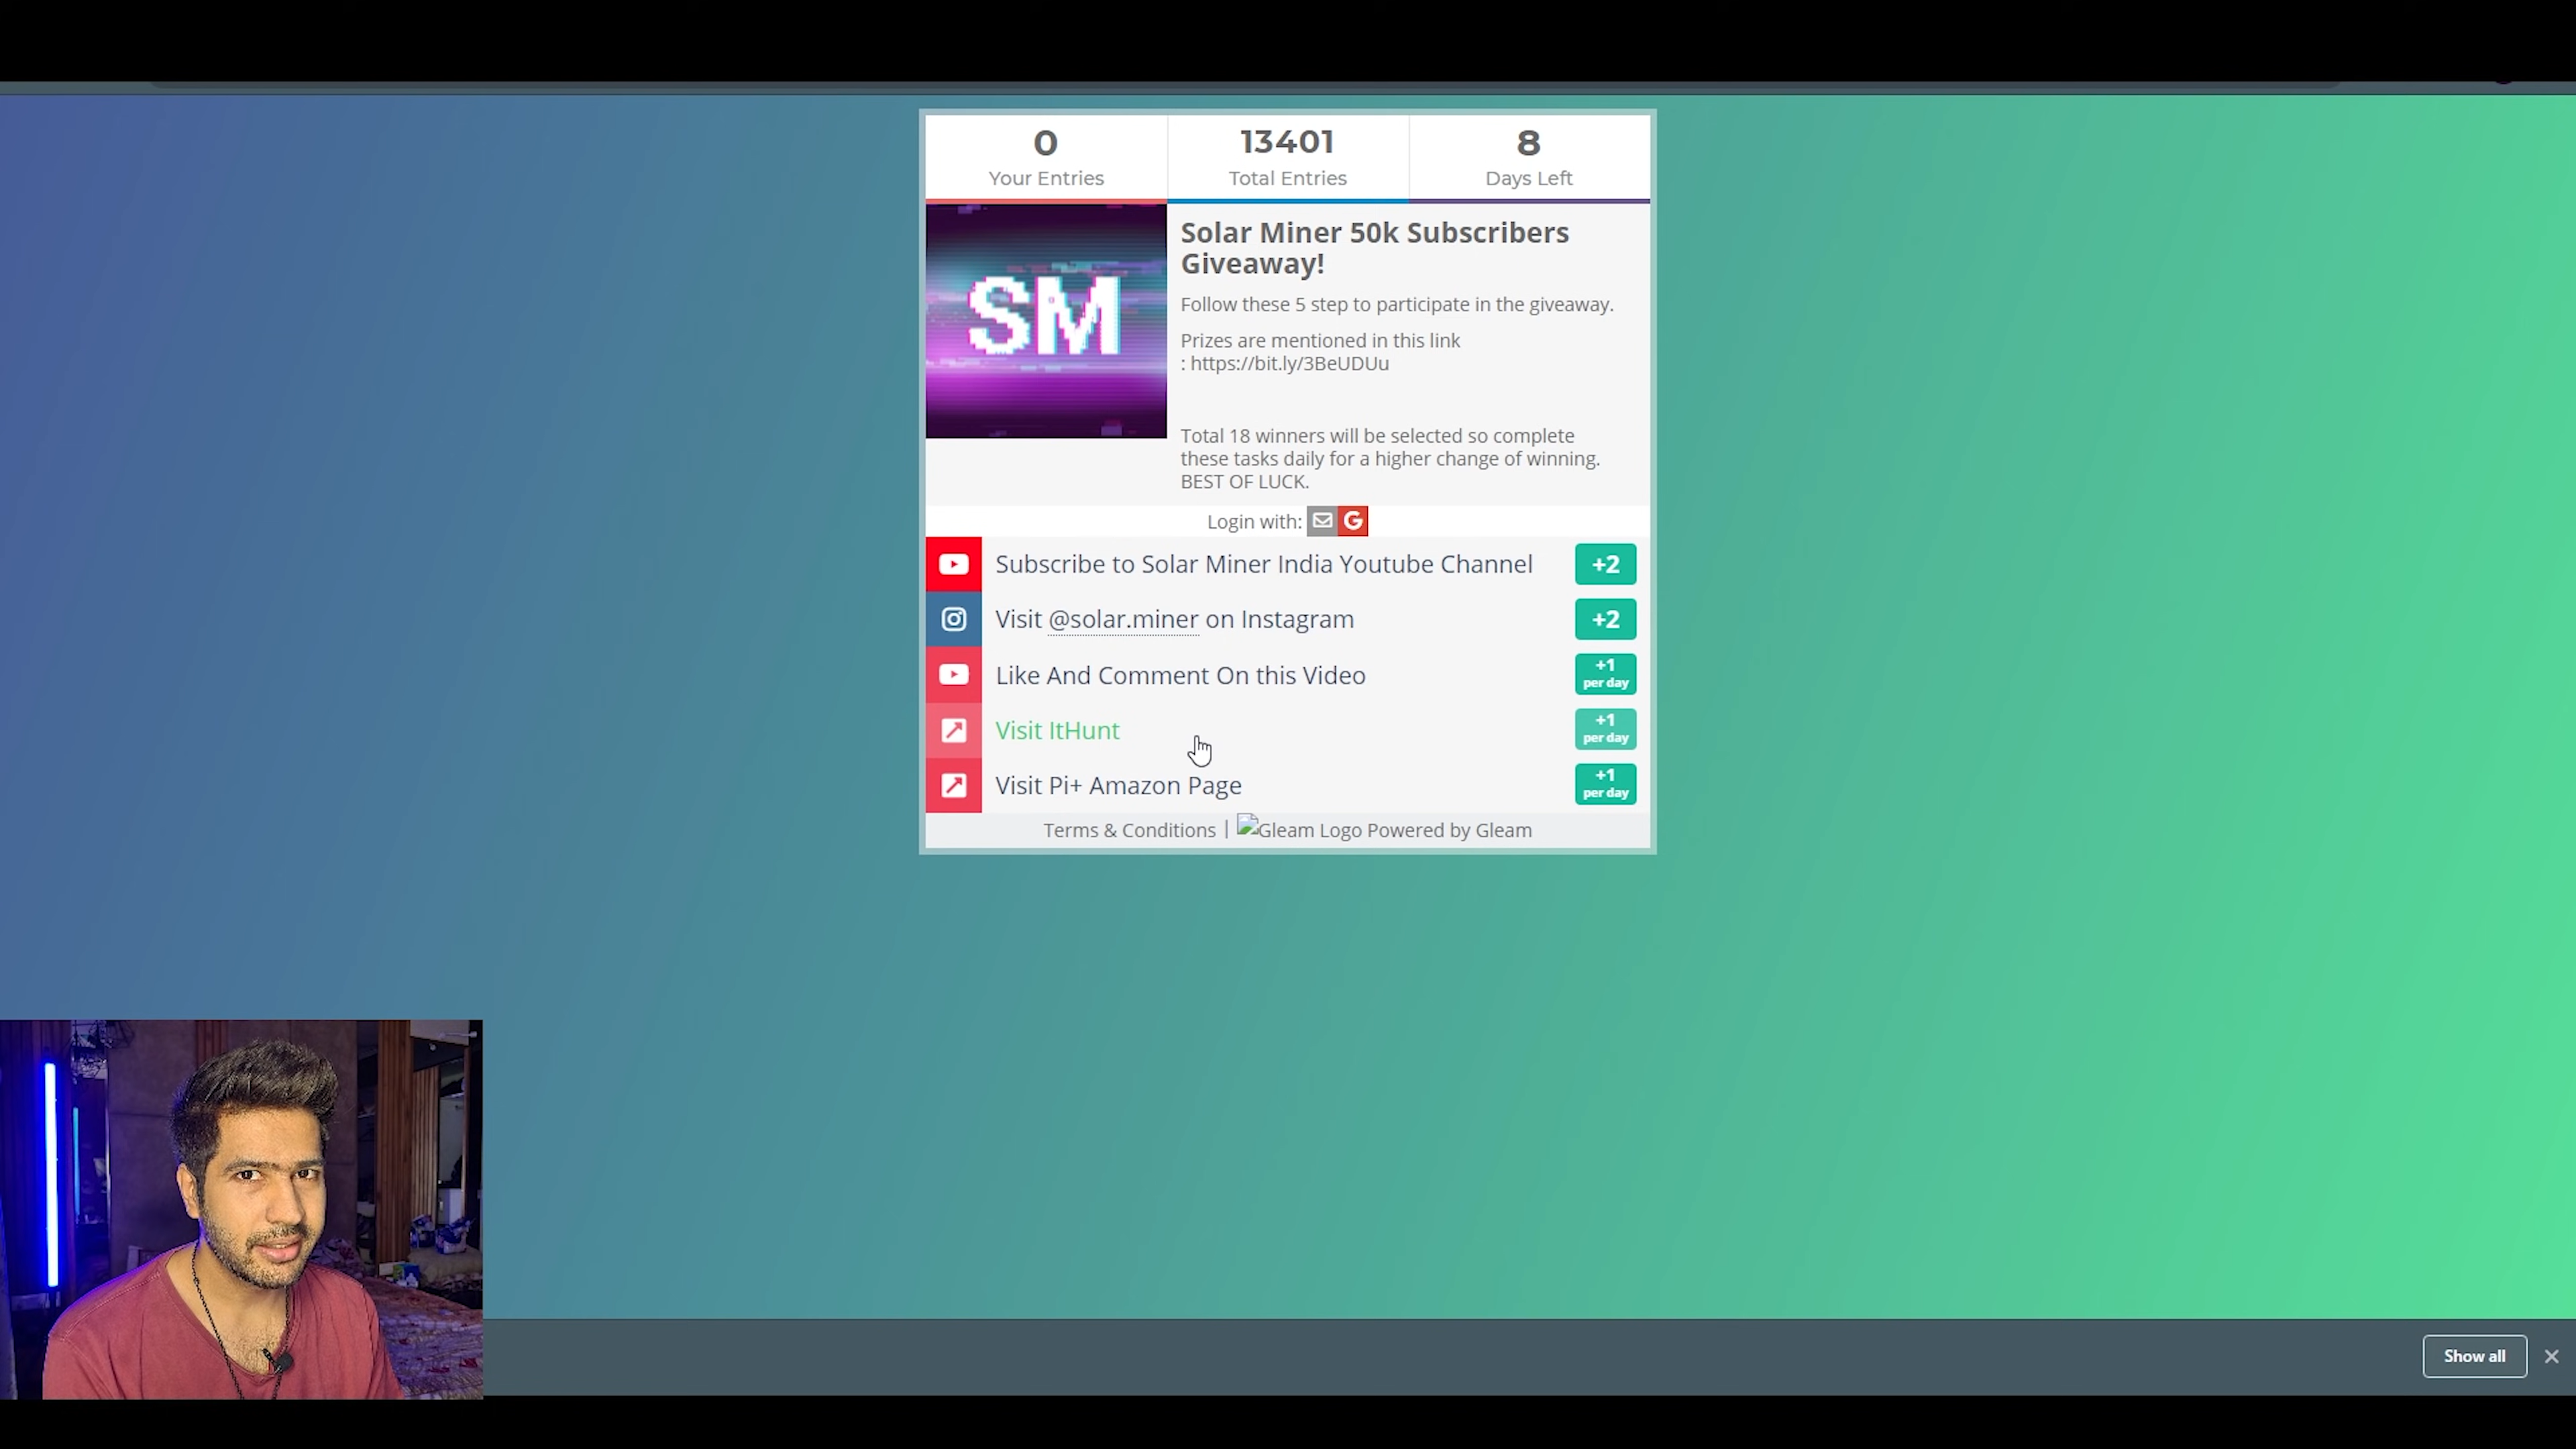 0
Your Entries
13401
Total Entries
8
Days Left
SM
Solar Miner 50k Subscribers
Giveaway!
Follow these 5 step to participate in the giveaway.
Prizes are mentioned in this link
: https://bit.ly/3BeUDUu
Total 18 winners will be selected so complete
these tasks daily for a higher change of winning.
BEST OF LUCK.
Login with: G
Subscribe to Solar Miner India Youtube Channel
+2
Visit @solar.miner on Instagram
+2
Like And Comment On this Video
+1
per day
Visit ItHunt
+1
per day
Visit Pi+ Amazon Page
+1
per day
Terms & Conditions | Gleam Logo Powered by Gleam
Show all